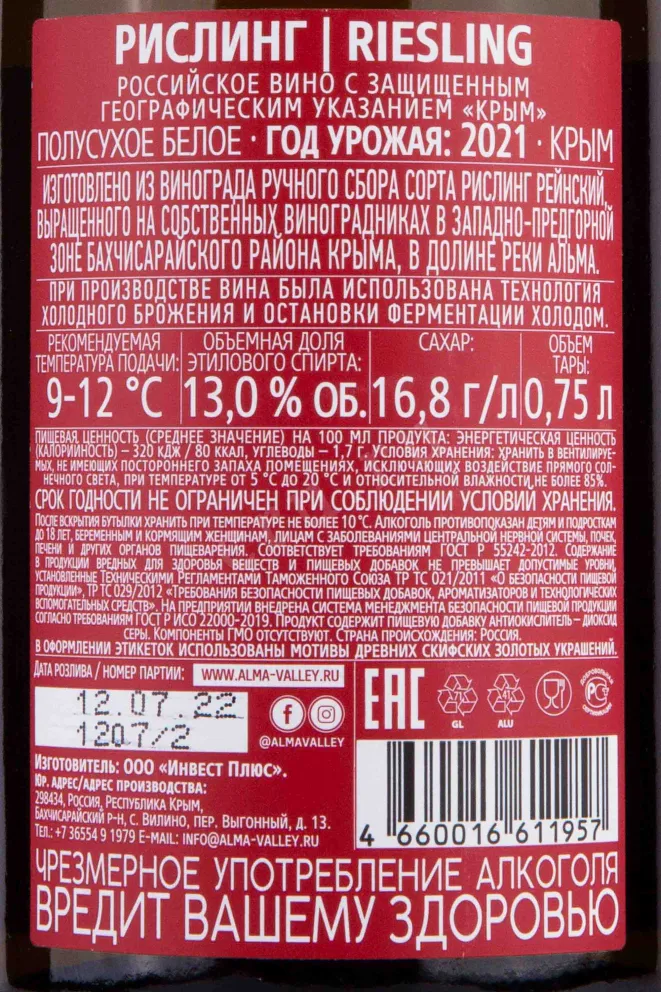 РИСЛИНГ | RIESLING
РОССИЙСКОЕ ВИНО С ЗАЩИЩЕННЫМ
ГЕОГРАФИЧЕСКИМ УКАЗАНИЕМ «КРЫМ»
ПОЛУСУХОЕ БЕЛОЕ · ГОД УРОЖАЯ: 2021 · КРЫМ
ИЗГОТОВЛЕНО ИЗ ВИНОГРАДА РУЧНОГО СБОРА СОРТА РИСЛИНГ РЕЙНСКИЙ,
ВЫРАЩЕННОГО НА СОБСТВЕННЫХ ВИНОГРАДНИКАХ В ЗАПАДНО-ПРЕДГОРНОЙ
ЗОНЕ БАХЧИСАРАЙСКОГО РАЙОНА КРЫМА, В ДОЛИНЕ РЕКИ АЛЬМА.
ПРИ ПРОИЗВОДСТВЕ ВИНА БЫЛА ИСПОЛЬЗОВАНА ТЕХНОЛОГИЯ
ХОЛОДНОГО БРОЖЕНИЯ И ОСТАНОВКИ ФЕРМЕНТАЦИИ ХОЛОДОМ.
РЕКОМЕНДУЕМАЯ ТЕМПЕРАТУРА ПОДАЧИ: 9-12 °C
ОБЪЕМНАЯ ДОЛЯ ЭТИЛОВОГО СПИРТА: 13,0 % ОБ.
САХАР: 16,8 г/л
ОБЪЕМ ТАРЫ: 0,75 л
ПИЩЕВАЯ ЦЕННОСТЬ (СРЕДНЕЕ ЗНАЧЕНИЕ) НА 100 МЛ ПРОДУКТА: ЭНЕРГЕТИЧЕСКАЯ ЦЕННОСТЬ
(КАЛОРИЙНОСТЬ) – 320 КДЖ / 80 ККАЛ, УГЛЕВОДЫ – 1,7 Г. УСЛОВИЯ ХРАНЕНИЯ: ХРАНИТЬ В ВЕНТИЛИРУЕ-
МЫХ, НЕ ИМЕЮЩИХ ПОСТОРОННЕГО ЗАПАХА ПОМЕЩЕНИЯХ, ИСКЛЮЧАЮЩИХ ВОЗДЕЙСТВИЕ ПРЯМОГО СОЛ-
НЕЧНОГО СВЕТА, ПРИ ТЕМПЕРАТУРЕ ОТ 5 °C ДО 20 °C И ОТНОСИТЕЛЬНОЙ ВЛАЖНОСТИ НЕ БОЛЕЕ 85%.
СРОК ГОДНОСТИ НЕ ОГРАНИЧЕН ПРИ СОБЛЮДЕНИИ УСЛОВИЙ ХРАНЕНИЯ.
ПОСЛЕ ВСКРЫТИЯ БУТЫЛКИ ХРАНИТЬ ПРИ ТЕМПЕРАТУРЕ НЕ БОЛЕЕ 10 °C. АЛКОГОЛЬ ПРОТИВОПОКАЗАН ДЕТЯМ И ПОДРОСТКАМ
ДО 18 ЛЕТ, БЕРЕМЕННЫМ И КОРМЯЩИМ ЖЕНЩИНАМ, ЛИЦАМ С ЗАБОЛЕВАНИЯМИ ЦЕНТРАЛЬНОЙ НЕРВНОЙ СИСТЕМЫ, ПОЧЕК,
ПЕЧЕНИ И ДРУГИХ ОРГАНОВ ПИЩЕВАРЕНИЯ. СООТВЕТСТВУЕТ ТРЕБОВАНИЯМ ГОСТ Р 55242-2012. СОДЕРЖАНИЕ
В ПРОДУКЦИИ ВРЕДНЫХ ДЛЯ ЗДОРОВЬЯ ВЕЩЕСТВ И ПИЩЕВЫХ ДОБАВОК НЕ ПРЕВЫШАЕТ ДОПУСТИМЫЕ УРОВНИ,
УСТАНОВЛЕННЫЕ ТЕХНИЧЕСКИМИ РЕГЛАМЕНТАМИ ТАМОЖЕННОГО СОЮЗА ТР ТС 021/2011 «О БЕЗОПАСНОСТИ ПИЩЕВОЙ
ПРОДУКЦИИ», ТР ТС 029/2012 «ТРЕБОВАНИЯ БЕЗОПАСНОСТИ ПИЩЕВЫХ ДОБАВОК, АРОМАТИЗАТОРОВ И ТЕХНОЛОГИЧЕСКИХ
ВСПОМОГАТЕЛЬНЫХ СРЕДСТВ». НА ПРЕДПРИЯТИИ ВНЕДРЕНА СИСТЕМА МЕНЕДЖМЕНТА БЕЗОПАСНОСТИ ПИЩЕВОЙ ПРОДУКЦИИ
СОГЛАСНО ТРЕБОВАНИЯМ ГОСТ Р ИСО 22000-2019. ПРОДУКТ СОДЕРЖИТ ПИЩЕВУЮ ДОБАВКУ АНТИОКИСЛИТЕЛЬ – ДИОКСИД
СЕРЫ. КОМПОНЕНТЫ ГМО ОТСУТСТВУЮТ. СТРАНА ПРОИСХОЖДЕНИЯ: РОССИЯ.
В ОФОРМЛЕНИИ ЭТИКЕТОК ИСПОЛЬЗОВАНЫ МОТИВЫ ДРЕВНИХ СКИФСКИХ ЗОЛОТЫХ УКРАШЕНИЙ.
ДАТА РОЗЛИВА / НОМЕР ПАРТИИ:
12.07.22
1207/2
WWW.ALMA-VALLEY.RU
@ALMAVALLEY
EAC
71
GL
41
ALU
ДОБРОВОЛЬНАЯ
СЕРТИФИКАЦИЯ
ИЗГОТОВИТЕЛЬ: ООО «ИНВЕСТ ПЛЮС».
ЮР. АДРЕС/АДРЕС ПРОИЗВОДСТВА:
298434, РОССИЯ, РЕСПУБЛИКА КРЫМ,
БАХЧИСАРАЙСКИЙ Р-Н, С. ВИЛИНО, ПЕР. ВЫГОННЫЙ, Д. 13.
ТЕЛ.: +7 36554 9 1979 E-MAIL: INFO@ALMA-VALLEY.RU
4 660016 611957
ЧРЕЗМЕРНОЕ УПОТРЕБЛЕНИЕ АЛКОГОЛЯ
ВРЕДИТ ВАШЕМУ ЗДОРОВЬЮ